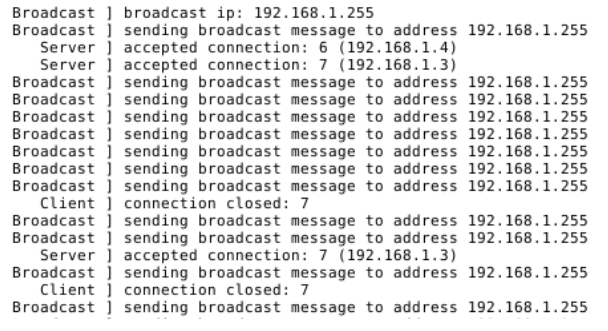 Broadcast ] broadcast ip: 192.168.1.255
Broadcast ] sending broadcast message to address 192.168.1.255
Server ] accepted connection: 6 (192.168.1.4)
Server ] accepted connection: 7 (192.168.1.3)
Broadcast ] sending broadcast message to address 192.168.1.255
Broadcast ] sending broadcast message to address 192.168.1.255
Broadcast ] sending broadcast message to address 192.168.1.255
Broadcast ] sending broadcast message to address 192.168.1.255
Broadcast ] sending broadcast message to address 192.168.1.255
Broadcast ] sending broadcast message to address 192.168.1.255
Broadcast ] sending broadcast message to address 192.168.1.255
Client ] connection closed: 7
Broadcast ] sending broadcast message to address 192.168.1.255
Broadcast ] sending broadcast message to address 192.168.1.255
Server ] accepted connection: 7 (192.168.1.3)
Broadcast ] sending broadcast message to address 192.168.1.255
Client ] connection closed: 7
Broadcast ] sending broadcast message to address 192.168.1.255